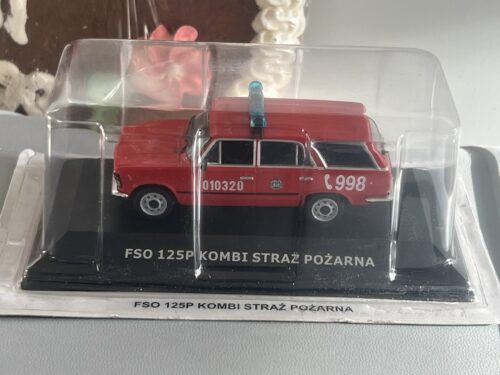 010320
998
FSO 125P KOMBI STRAŻ POŻARNA
FSO 125P KOMBI STRAŻ POŻARNA